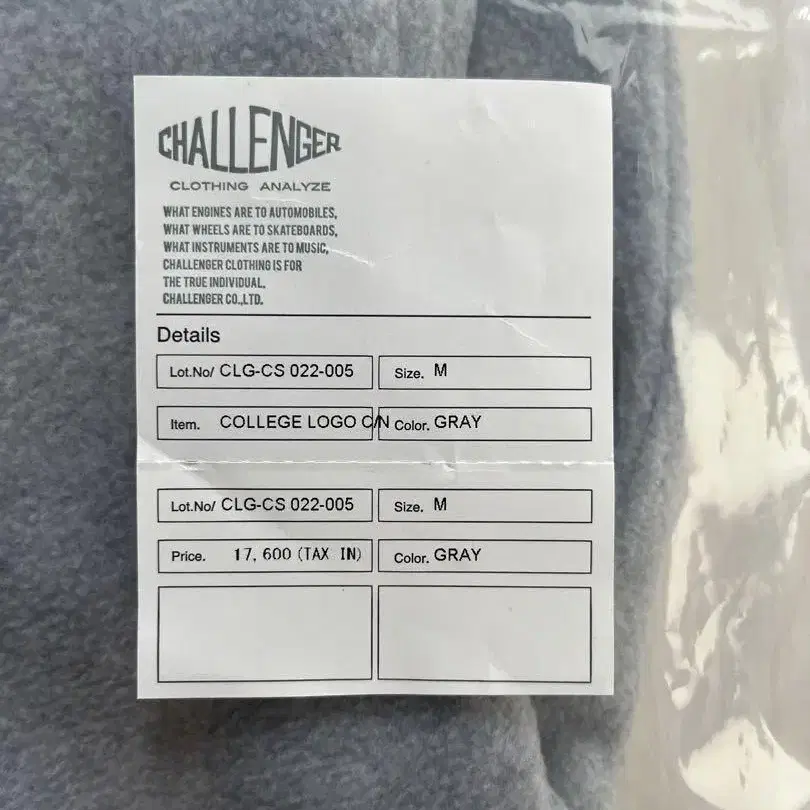 CHALLENGER
CLOTHING ANALYZE
WHAT ENGINES ARE TO AUTOMOBILES,
WHAT WHEELS ARE TO SKATEBOARDS,
WHAT INSTRUMENTS ARE TO MUSIC,
CHALLENGER CLOTHING IS FOR
THE TRUE INDIVIDUAL.
CHALLENGER CO.,LTD.
Details
Lot.No/ CLG-CS 022-005 Size. M
Item. COLLEGE LOGO C/N Color. GRAY
Lot.No/ CLG-CS 022-005 Size. M
Price. 17,600 (TAX IN) Color. GRAY